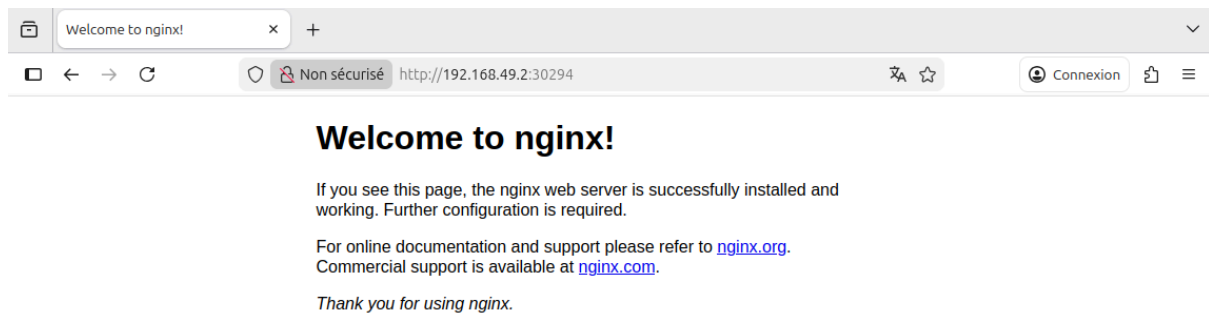 Welcome to nginx!
Non sécurisé http://192.168.49.2:30294
Connexion
Welcome to nginx!
If you see this page, the nginx web server is successfully installed and
working. Further configuration is required.
For online documentation and support please refer to nginx.org.
Commercial support is available at nginx.com.
Thank you for using nginx.